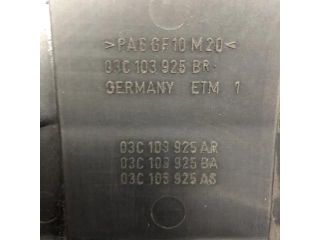 >PA6 GF10 M20<
03C 103 925 BR
GERMANY ETM 1
03C 103 925 AR
03C 103 925 BA
03C 103 925 AS